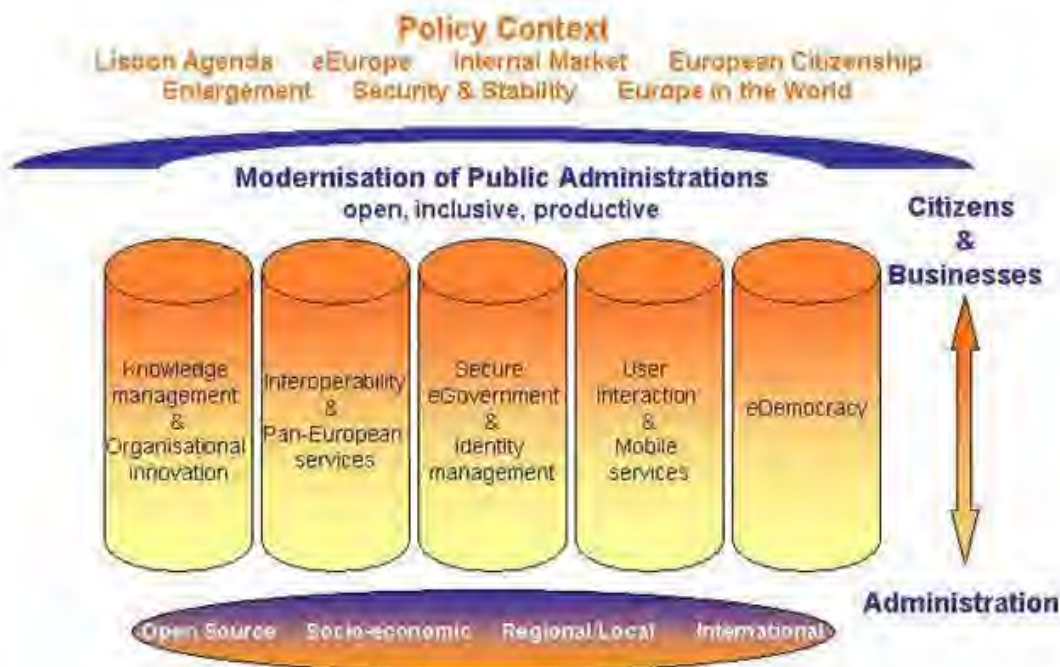 Policy Context
Lisbon Agenda eEurope Internal Market European Citizenship
Enlargement Security & Stability Europe in the World
Modernisation of Public Administrations
open, inclusive, productive
Citizens
&
Businesses
Knowledge
management
&
Organisational
innovation
Interoperability
&
Pan-European
services
Secure
eGovernment
&
Identity
management
User
Interaction
&
Mobile
services
eDemocracy
Administration
Open Source Socio-economic Regional/Local International